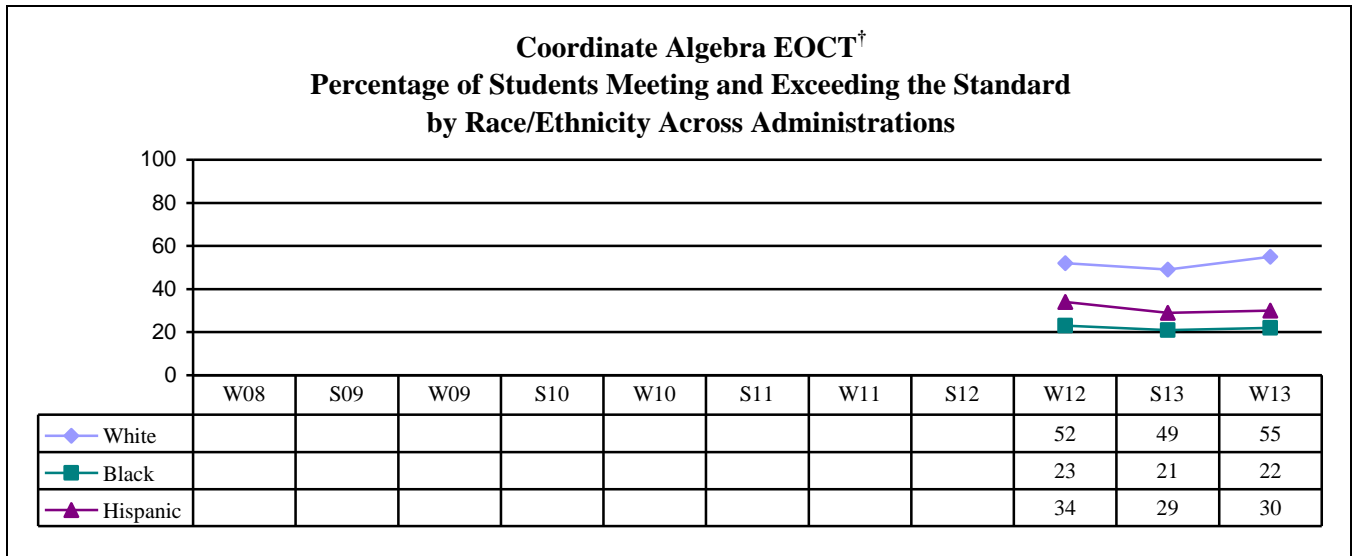 Coordinate Algebra EOCT†
Percentage of Students Meeting and Exceeding the Standard
by Race/Ethnicity Across Administrations
100
80
60
40
20
0
W08 S09 W09 S10 W10 S11 W11 S12 W12 S13 W13
White 52 49 55
Black 23 21 22
Hispanic 34 29 30